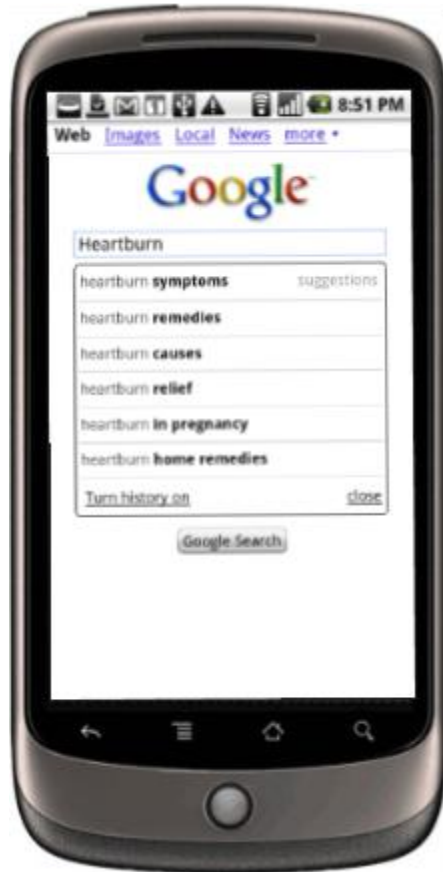 8:51 PM
Web Images Local News more
Google
Heartburn
heartburn symptoms suggestions
heartburn remedies
heartburn causes
heartburn relief
heartburn in pregnancy
heartburn home remedies
Turn history on close
Google Search